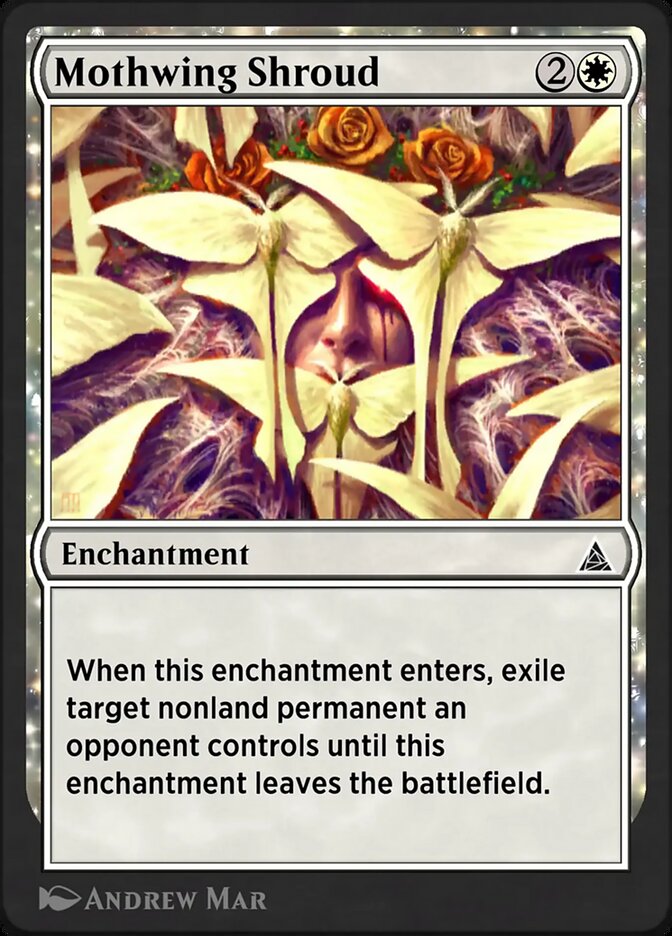 Mothwing Shroud 2
Enchantment
When this enchantment enters, exile
target nonland permanent an
opponent controls until this
enchantment leaves the battlefield.
Andrew Mar